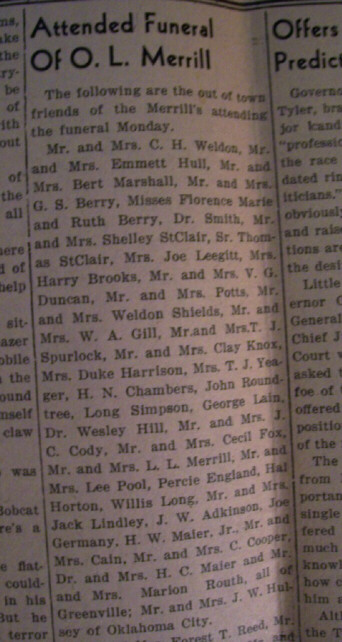 Attended Funeral
Of O. L. Merrill
The following are the out of town
friends of the Merrill's attending
the funeral Monday.
Mr. and Mrs. C. H. Weldon, Mr.
and Mrs. Emmett Hull, Mr. and
Mrs. Bert Marshall, Mr. and Mrs.
G. S. Berry, Misses Florence Marie
and Ruth Berry, Dr. Smith, Mr.
and Mrs. Shelley StClair, Sr. Thom-
as StClair, Mrs. Joe Leegitt, Mrs.
Harry Brooks, Mr. and Mrs. V. G.
Duncan, Mr. and Mrs. Potts, Mr.
and Mrs. Weldon Shields, Mr. and
Mrs. W. A. Gill, Mr.and Mrs.T. J.
Spurlock, Mr. and Mrs. Clay Knox,
Mrs. Duke Harrison, Mrs. T. J. Yea-
ger, H. N. Chambers, John Round-
tree, Long Simpson, George Lain,
Dr. Wesley Hill, Mr. and Mrs. J.
C. Cody, Mr. and Mrs. Cecil Fox,
Mr. and Mrs. L. L. Merrill, Mr. and
Mrs. Lee Pool, Percie England, Hal
Horton, Willis Long, Mr. and Mrs.
Jack Lindley, J. W. Adkinson, Joe
Germany, H. W. Maier, Jr., Mr. and
Mrs. Cain, Mr. and Mrs. C. Cooper,
Dr. and Mrs. H. C. Maier and Mr.
and Mrs. Marion Routh, all of
Greenville; Mr. and Mrs. J. W. Hul-
sey of Oklahoma City.
Forest T. Reed, Mr.
Offers
Predict
Governo
Tyler, bra
jor kand
"professi
the race
dated rin
iticians."
obviously
and raise
tions are
the desi
Little
ernor C
General
Chief J
Court w
asked t
foe of t
offered
positio
of the
The
from
portan
single
fered
much
knowl
how c
him a